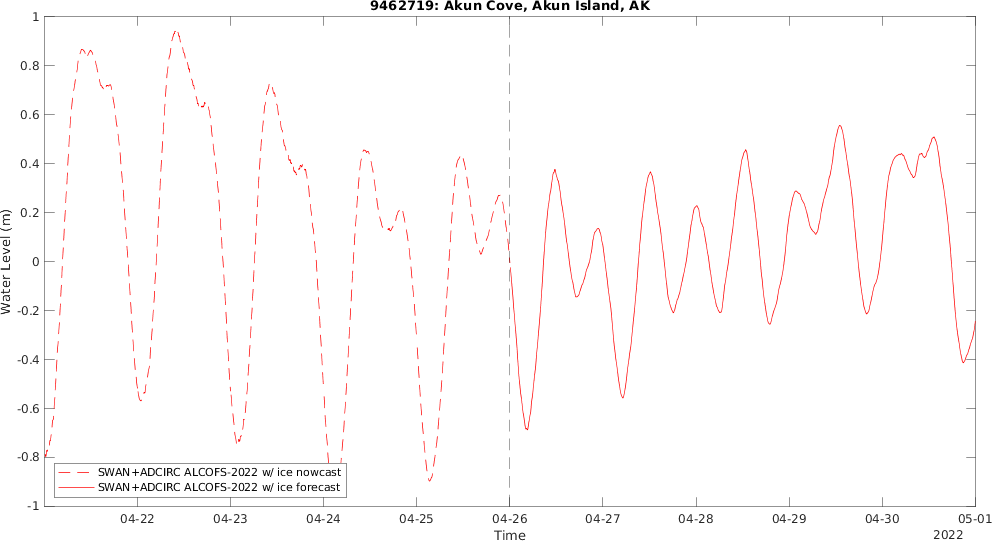 9462719: Akun Cove, Akun Island, AK
1
0.8
0.6
0.4
0.2
0
-0.2
-0.4
-0.6
-0.8
-1
Water Level (m)
SWAN+ADCIRC ALCOFS-2022 w/ ice nowcast
SWAN+ADCIRC ALCOFS-2022 w/ ice forecast
04-22 04-23 04-24 04-25 04-26 04-27 04-28 04-29 04-30 05-01
Time
2022